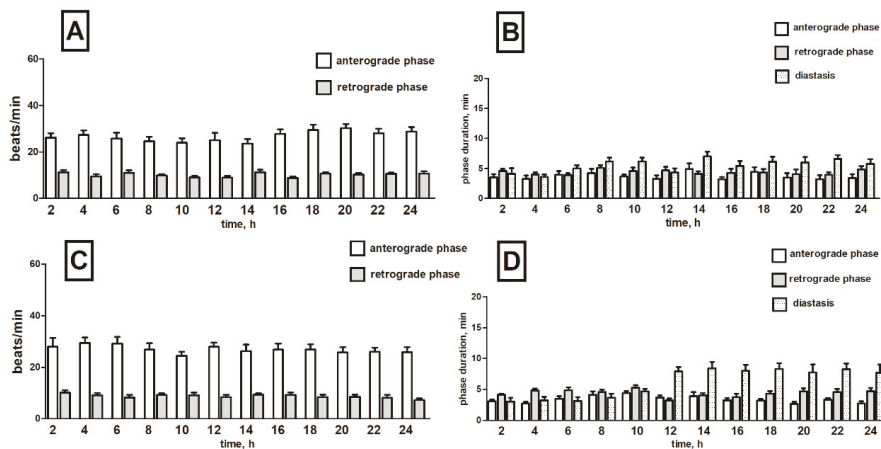 A
60
40
20
0
beats/min
anterograde phase
retrograde phase
2 4 6 8 10 12 14 16 18 20 22 24
time, h
B
20
15
10
5
0
phase duration, min
anterograde phase
retrograde phase
diastasis
2 4 6 8 10 12 14 16 18 20 22 24
time, h
C
60
40
20
0
beats/min
anterograde phase
retrograde phase
2 4 6 8 10 12 14 16 18 20 22 24
time, h
D
20
15
10
5
0
phase duration, min
anterograde phase
retrograde phase
diastasis
2 4 6 8 10 12 14 16 18 20 22 24
time, h